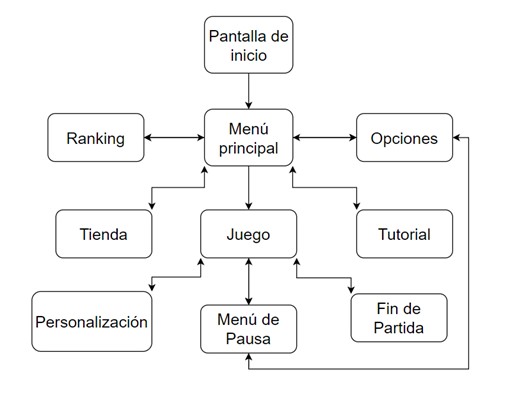 Pantalla de
inicio
Ranking
Menú
principal
Opciones
Tienda
Juego
Tutorial
Personalización
Menú de
Pausa
Fin de
Partida